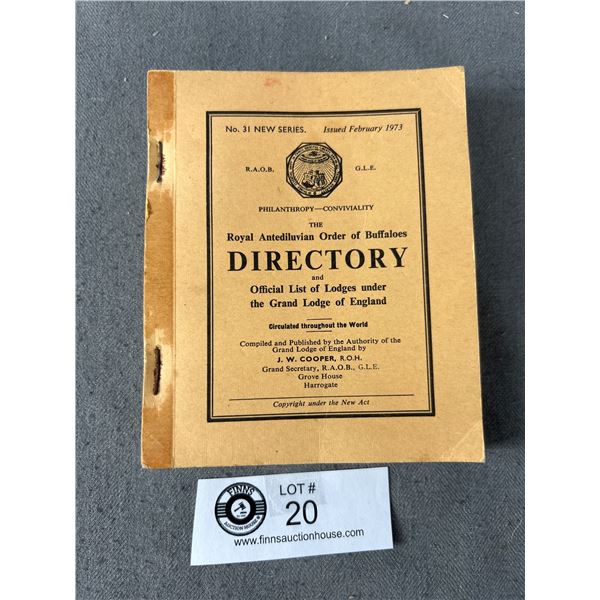 No. 31 NEW SERIES. Issued February 1973
R.A.O.B. G.L.E.
PHILANTHROPY—CONVIVIALITY
THE
Royal Antediluvian Order of Buffaloes
DIRECTORY
and
Official List of Lodges under
the Grand Lodge of England
Circulated throughout the World
Compiled and Published by the Authority of the
Grand Lodge of England by
J. W. COOPER, R.O.H.
Grand Secretary, R.A.O.B., G.L.E.
Grove House
Harrogate
Copyright under the New Act
FINNS
AUCTION HOUSE
LOT #
20
www.finnsauctionhouse.com